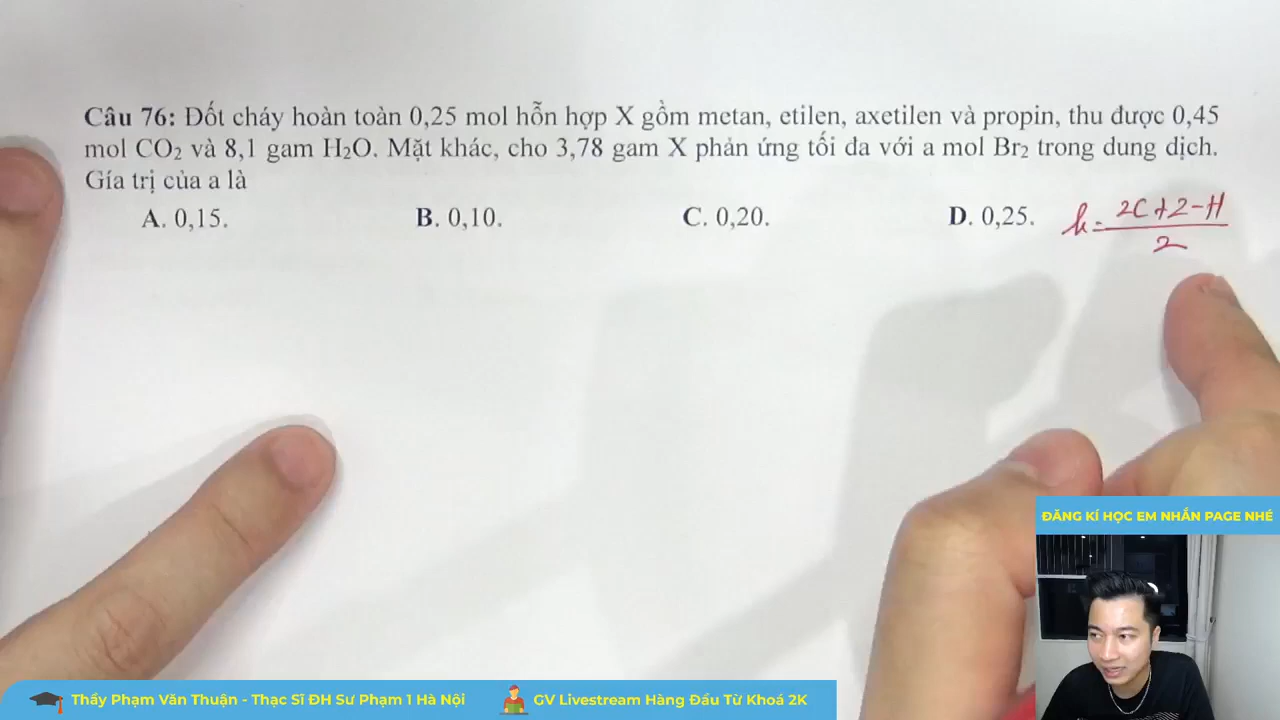 Câu 76: Đốt cháy hoàn toàn 0,25 mol hỗn hợp X gồm metan, etilen, axetilen và propin, thu được 0,45
mol CO₂ và 8,1 gam H₂O. Mặt khác, cho 3,78 gam X phản ứng tối đa với a mol Br₂ trong dung dịch.
Gía trị của a là
A. 0,15. B. 0,10. C. 0,20. D. 0,25.
k = (2C+2-H)/2
ĐĂNG KÍ HỌC EM NHẮN PAGE NHÉ
Thầy Phạm Văn Thuận - Thạc Sĩ ĐH Sư Phạm 1 Hà Nội GV Livestream Hàng Đầu Từ Khoá 2K